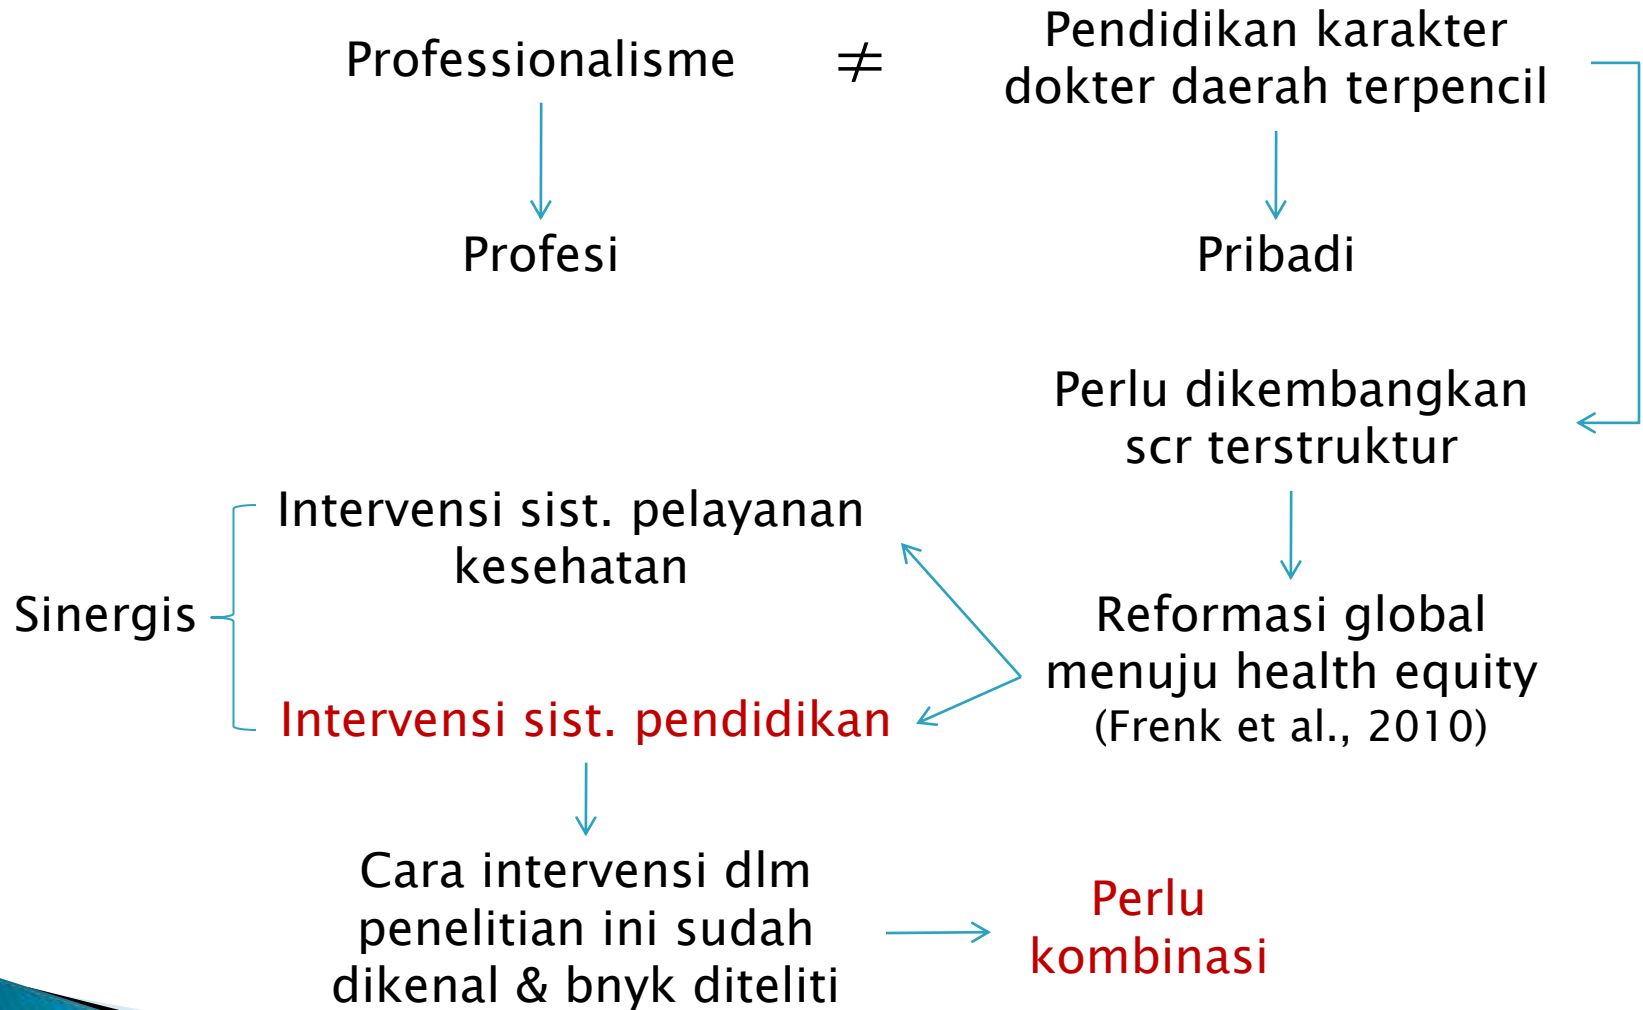 Professionalisme
≠
Pendidikan karakter
dokter daerah terpencil
Profesi
Pribadi
Perlu dikembangkan
scr terstruktur
Intervensi sist. pelayanan
kesehatan
Sinergis
Reformasi global
menuju health equity
(Frenk et al., 2010)
Intervensi sist. pendidikan
Cara intervensi dlm
penelitian ini sudah
dikenal & bnyk diteliti
Perlu
kombinasi